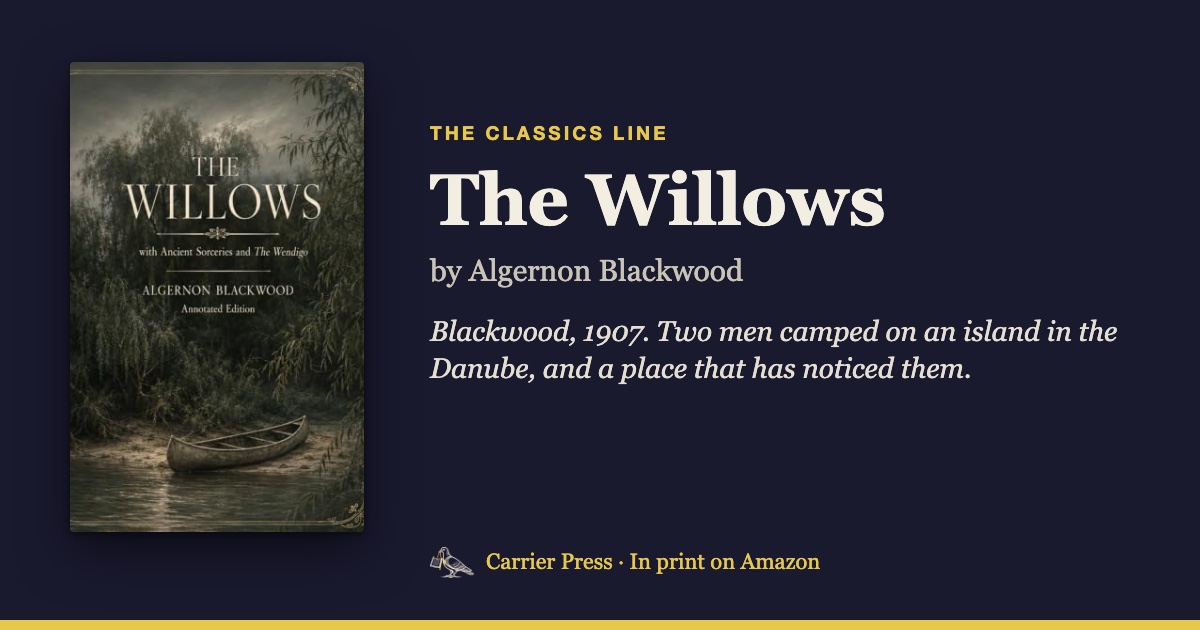 THE
WILLOWS
with Ancient Sorceries and The Wendigo
ALGERNON BLACKWOOD
Annotated Edition
THE CLASSICS LINE
The Willows
by Algernon Blackwood
Blackwood, 1907. Two men camped on an island in the
Danube, and a place that has noticed them.
Carrier Press · In print on Amazon